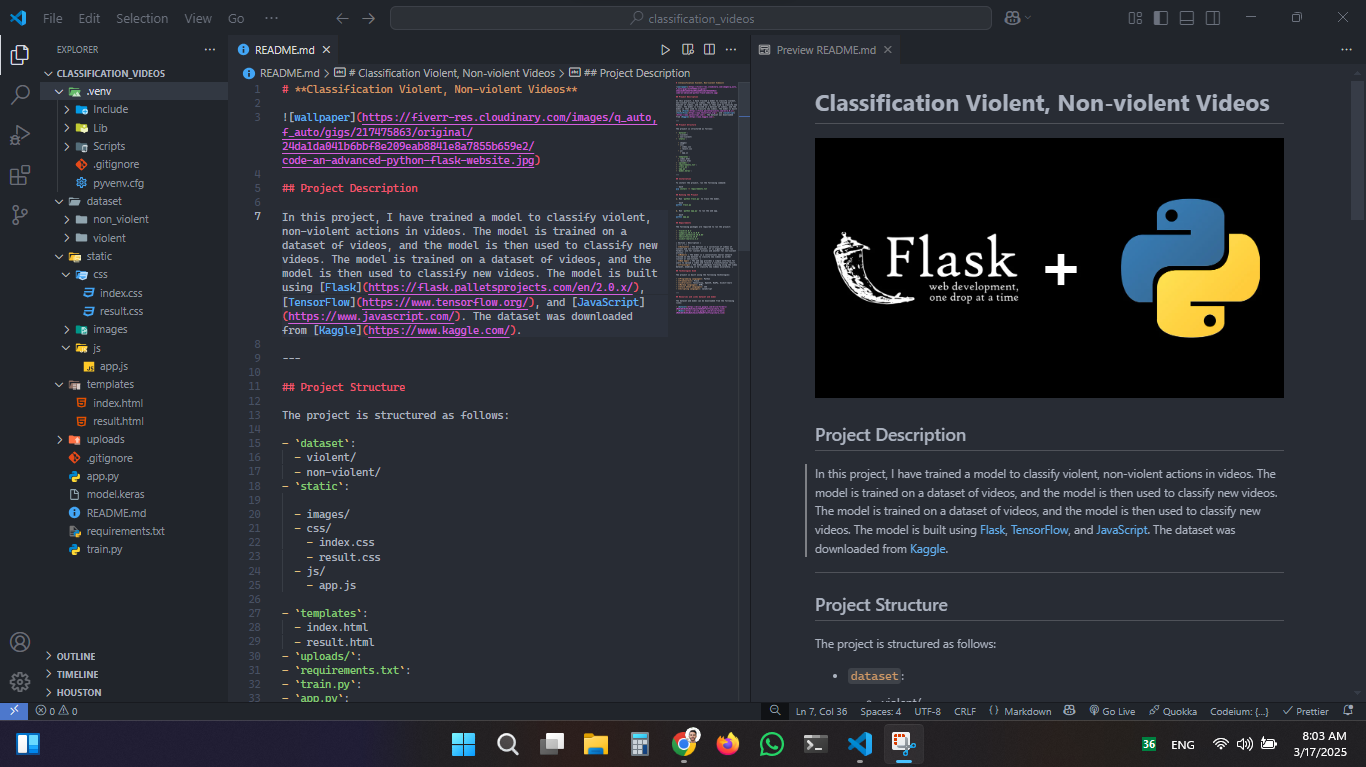 File Edit Selection View Go ··· classification_videos
EXPLORER ···
CLASSIFICATION_VIDEOS
.venv
Include
Lib
Scripts
.gitignore
pyvenv.cfg
dataset
non_violent
violent
static
css
index.css
result.css
images
js
app.js
templates
index.html
result.html
uploads
.gitignore
app.py
model.keras
README.md
requirements.txt
train.py
OUTLINE
TIMELINE
HOUSTON
README.md
README.md > # Classification Violent, Non-violent Videos > ## Project Description
1 # **Classification Violent, Non-violent Videos**
2
3 ![wallpaper](https://fiverr-res.cloudinary.com/images/q_auto,
f_auto/gigs/217475863/original/
24da1da041b6bbf8e209eab8841e8a7855b659e2/
code-an-advanced-python-flask-website.jpg)
4
5 ## Project Description
6
7 In this project, I have trained a model to classify violent,
non-violent actions in videos. The model is trained on a
dataset of videos, and the model is then used to classify new
videos. The model is trained on a dataset of videos, and the
model is then used to classify new videos. The model is built
using [Flask](https://flask.palletsprojects.com/en/2.0.x/),
[TensorFlow](https://www.tensorflow.org/), and [JavaScript]
(https://www.javascript.com/). The dataset was downloaded
from [Kaggle](https://www.kaggle.com/).
8
9 ---
10
11 ## Project Structure
12
13 The project is structured as follows:
14
15 - `dataset`:
16 - violent/
17 - non-violent/
18 - `static`:
19
20 - images/
21 - css/
22 - index.css
23 - result.css
24 - js/
25 - app.js
26
27 - `templates`:
28 - index.html
29 - result.html
30 - `uploads/`:
31 - `requirements.txt`:
32 - `train.py`:
33 - `app.py`:
Preview README.md
Classification Violent, Non-violent Videos
Flask
web development,
one drop at a time
+
Project Description
In this project, I have trained a model to classify violent, non-violent actions in videos. The
model is trained on a dataset of videos, and the model is then used to classify new videos.
The model is trained on a dataset of videos, and the model is then used to classify new
videos. The model is built using Flask, TensorFlow, and JavaScript. The dataset was
downloaded from Kaggle.
Project Structure
The project is structured as follows:
• dataset:
violent/
0 0 Ln 7, Col 36 Spaces: 4 UTF-8 CRLF {} Markdown Go Live Quokka Codeium: {...} Prettier
36 ENG 8:03 AM
3/17/2025